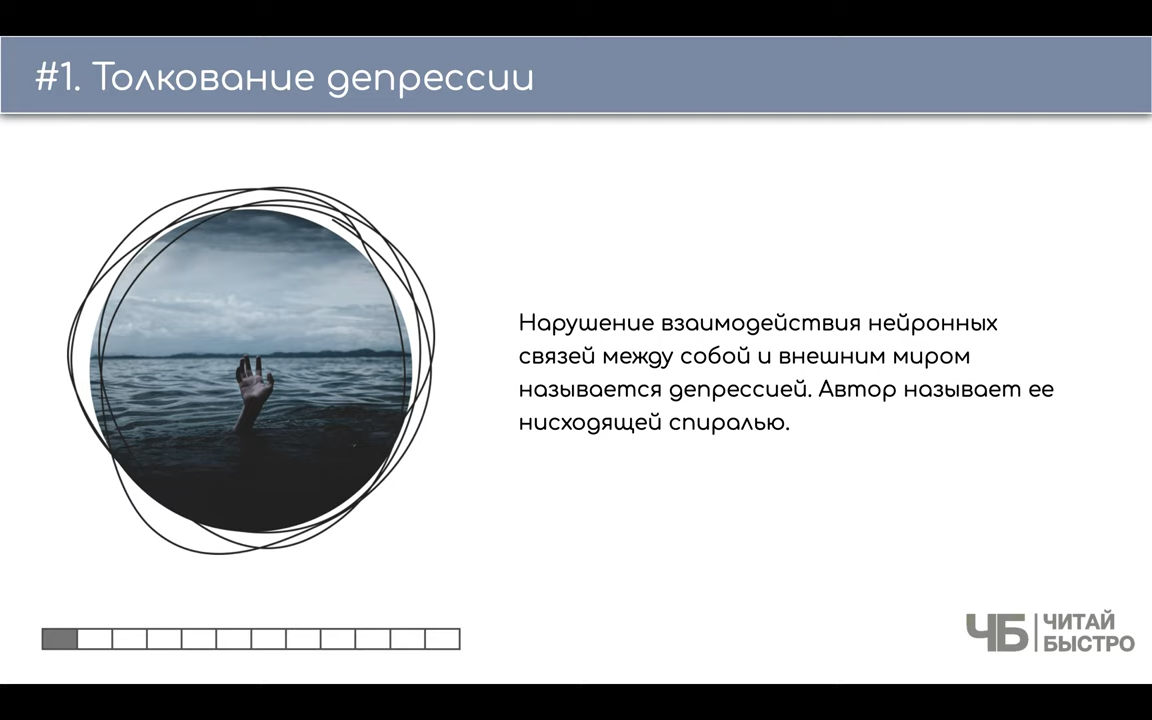 #1. Толкование депрессии
Нарушение взаимодействия нейронных
связей между собой и внешним миром
называется депрессией. Автор называет ее
нисходящей спиралью.
ЧБ ЧИТАЙ
БЫСТРО